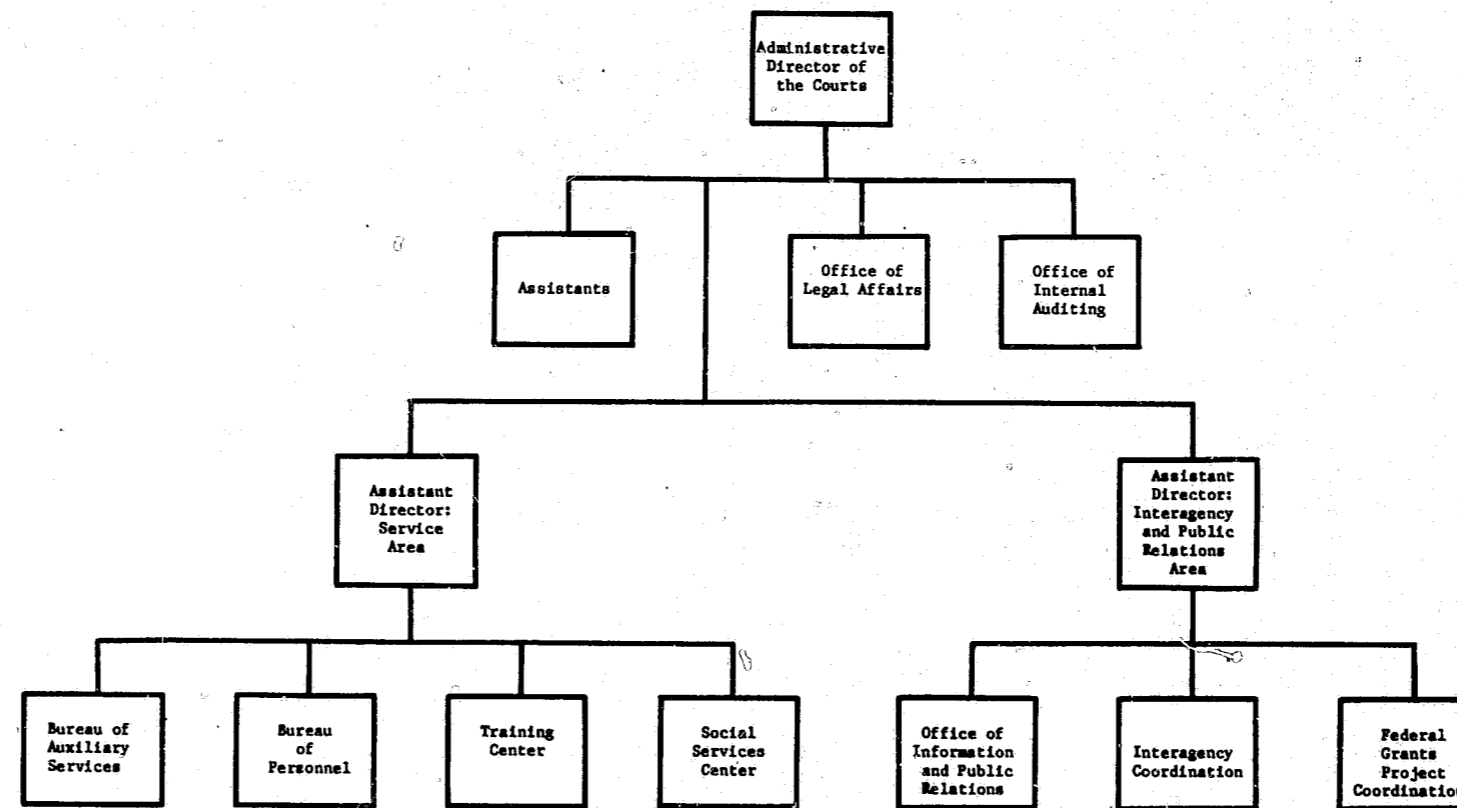 Administrative
Director of
the Courts
Assistants
Office of
Legal Affairs
Office of
Internal
Auditing
Assistant
Director:
Service
Area
Assistant
Director:
Interagency
and Public
Relations
Area
Bureau of
Auxiliary
Services
Bureau
of
Personnel
Training
Center
Social
Services
Center
Office of
Information
and Public
Relations
Interagency
Coordination
Federal
Grants
Project
Coordination